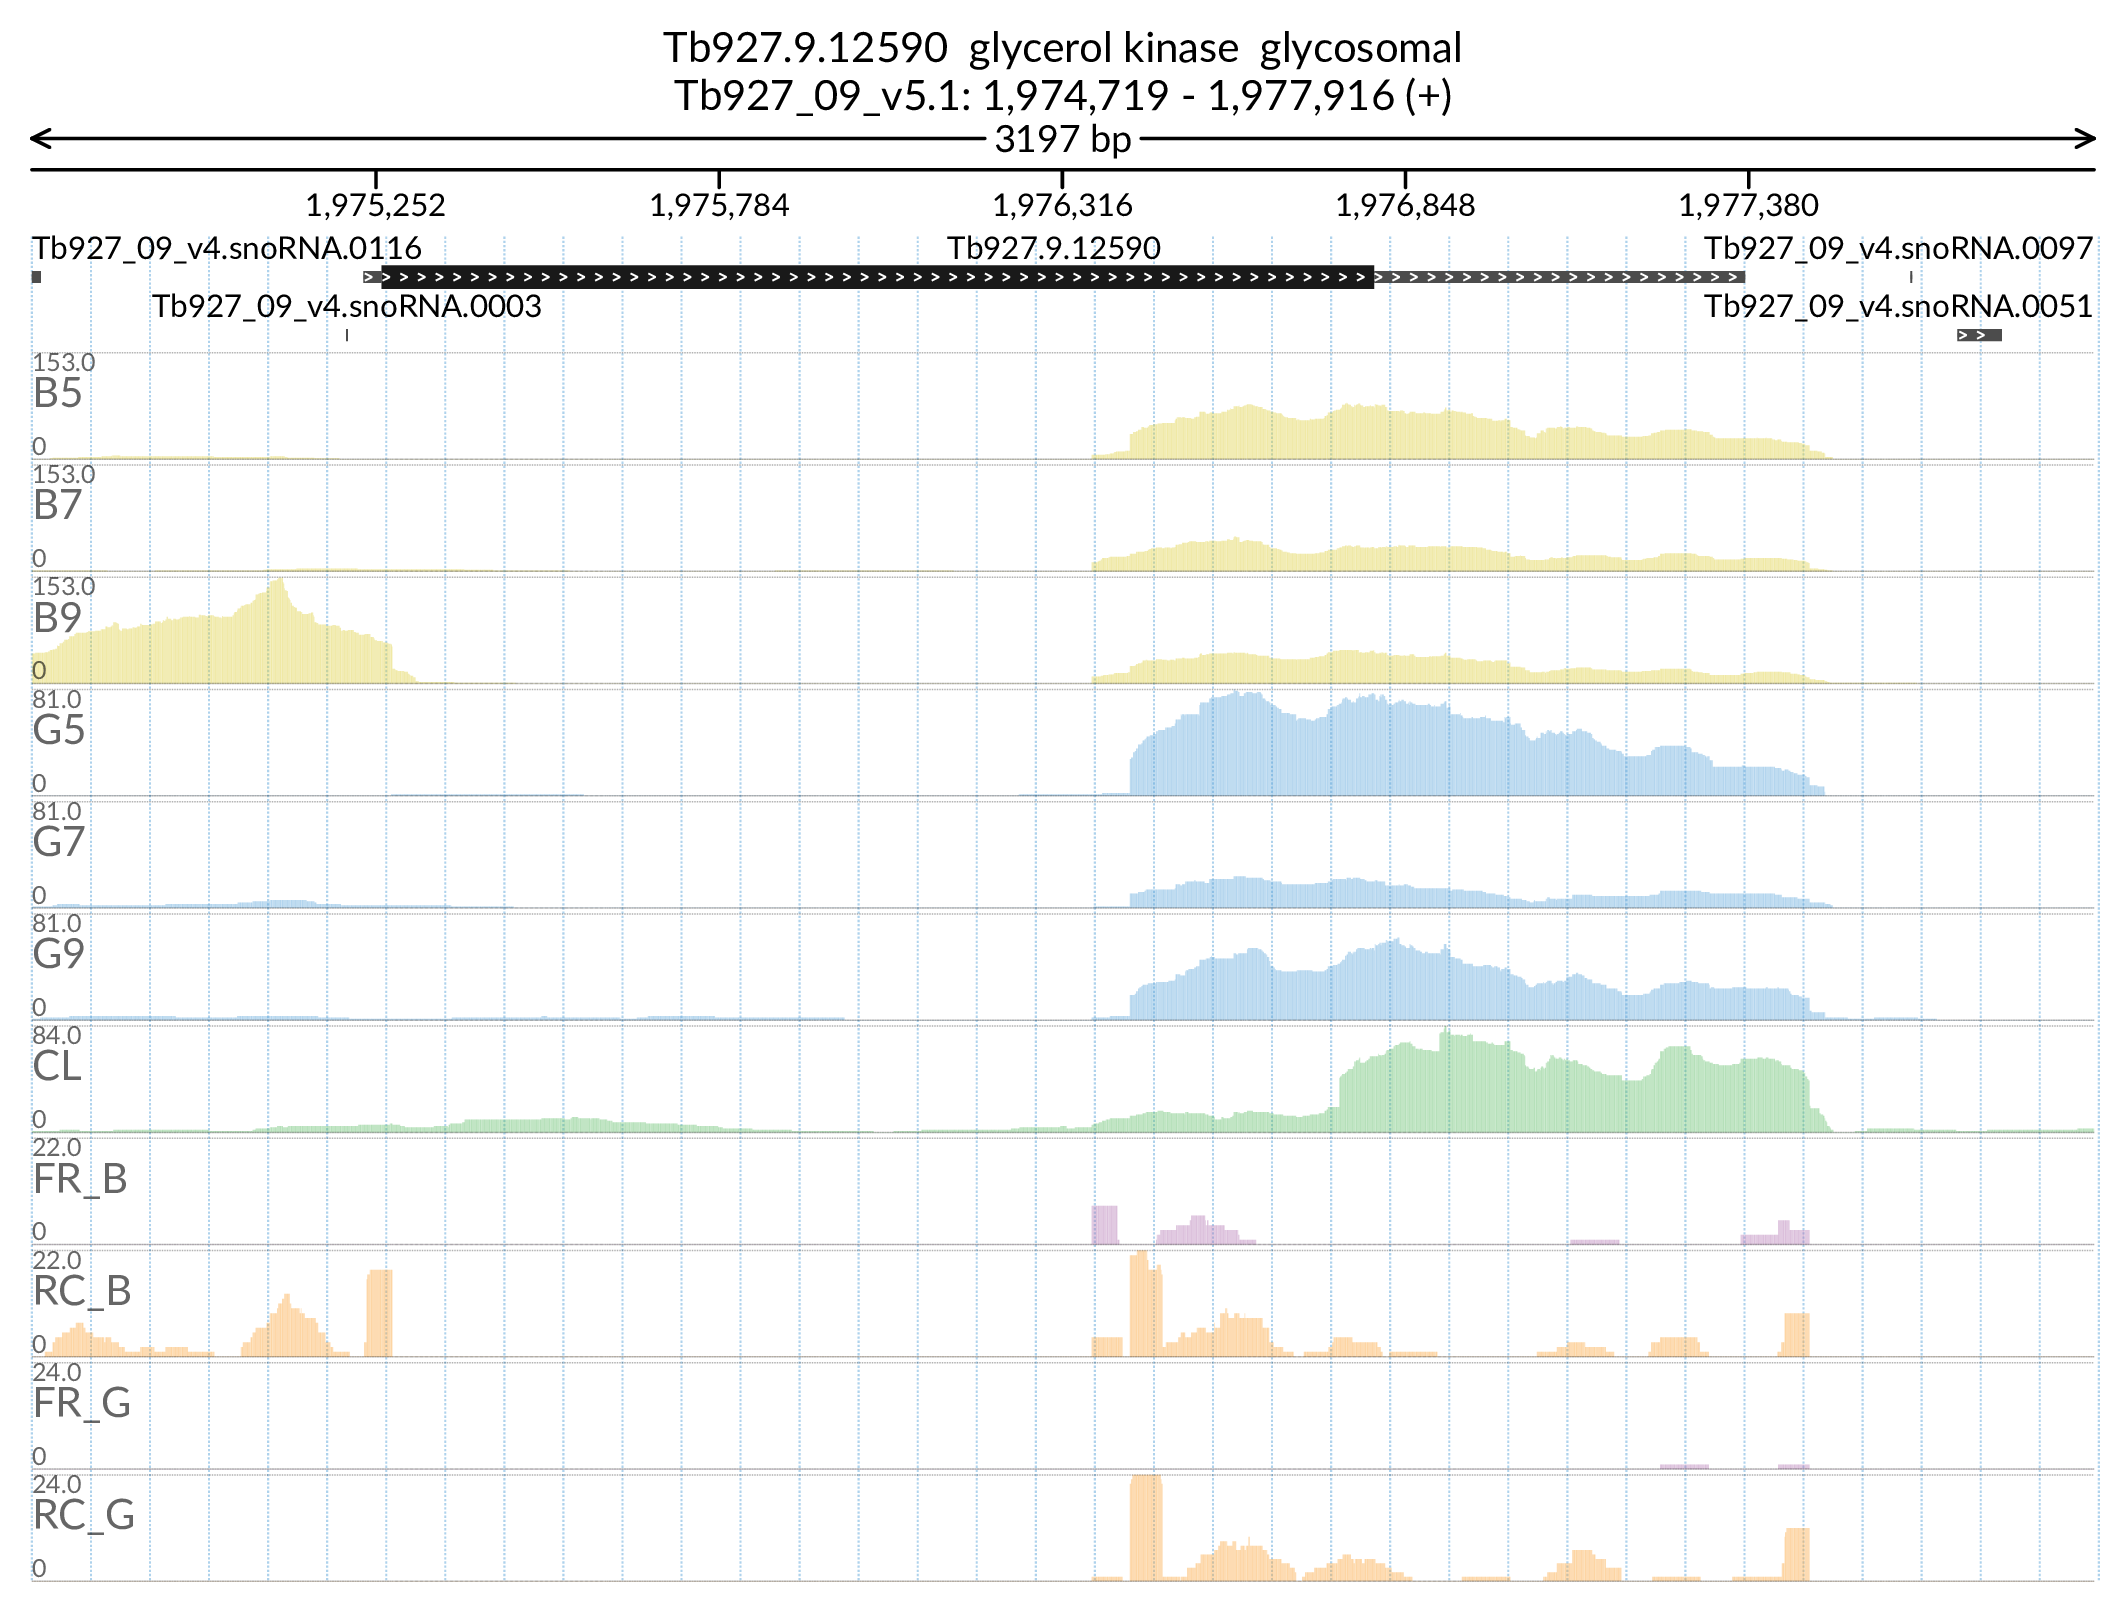 Tb927.9.12590 glycerol kinase glycosomal
Tb927_09_v5.1: 1,974,719 - 1,977,916 (+)
3197 bp
1,975,252 1,975,784 1,976,316 1,976,848 1,977,380
Tb927_09_v4.snoRNA.0116 Tb927.9.12590 Tb927_09_v4.snoRNA.0097
Tb927_09_v4.snoRNA.0003 Tb927_09_v4.snoRNA.0051
153.0
B5
0
153.0
B7
0
153.0
B9
0
81.0
G5
0
81.0
G7
0
81.0
G9
0
84.0
CL
0
22.0
FR_B
0
22.0
RC_B
0
24.0
FR_G
0
24.0
RC_G
0